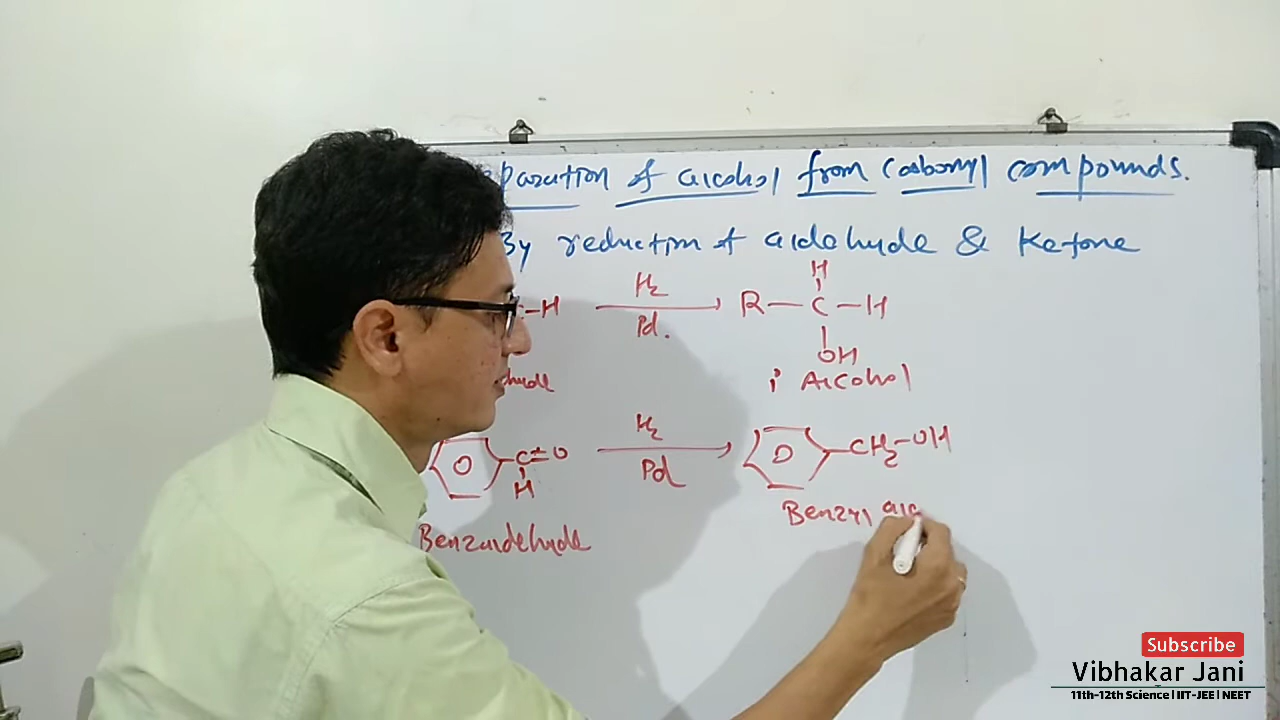 paration of alcohol from Carbonyl compounds.
By reduction of aldehyde & Ketone
C-H H₂ Pd. R-C-H
H
OH
hyde 1° Alcohol
C=O H H₂ Pd CH₂-OH
Benzaldehyde Benzyl alc
Subscribe
Vibhakar Jani
11th-12th Science | IIT-JEE | NEET